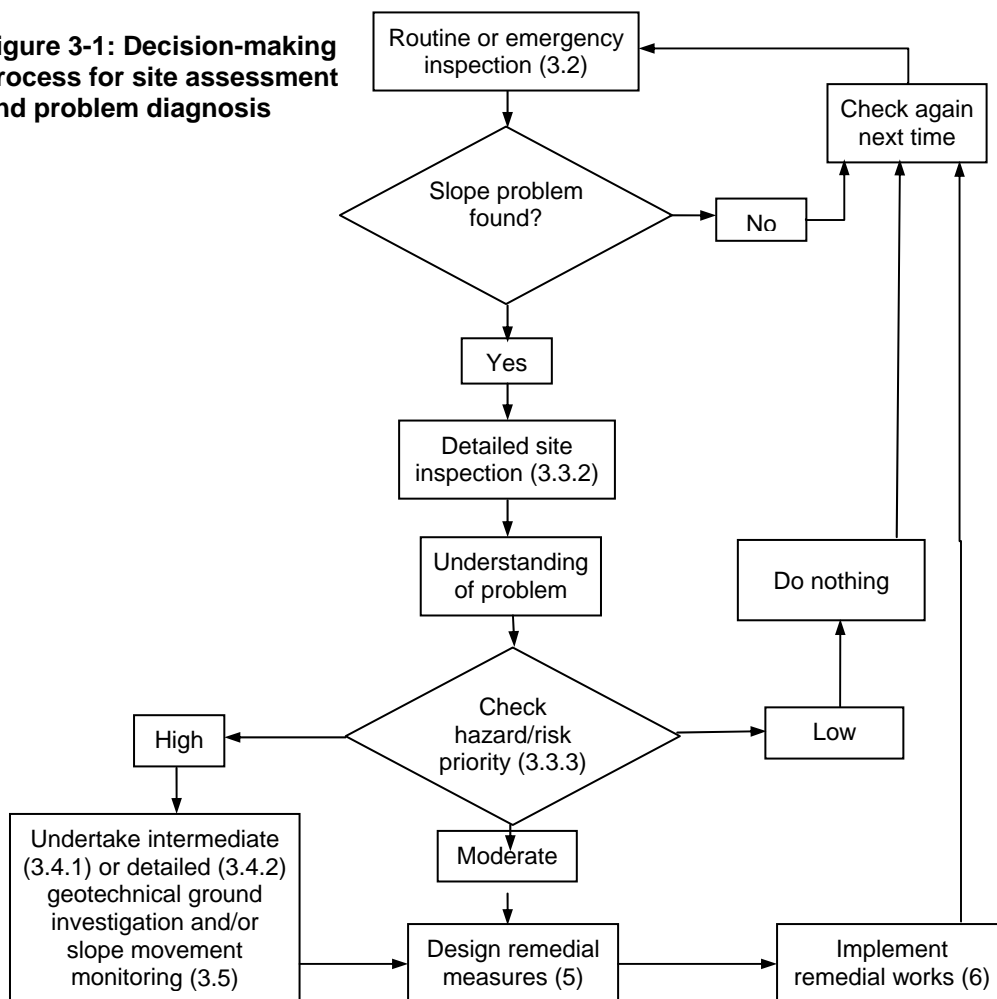 igure 3-1: Decision-making
rocess for site assessment
nd problem diagnosis
Routine or emergency
inspection (3.2)
Check again
next time
Slope problem
found?
No
Yes
Detailed site
inspection (3.3.2)
Understanding
of problem
Do nothing
Check
hazard/risk
priority (3.3.3)
High
Low
Undertake intermediate
(3.4.1) or detailed (3.4.2)
geotechnical ground
investigation and/or
slope movement
monitoring (3.5)
Moderate
Design remedial
measures (5)
Implement
remedial works (6)